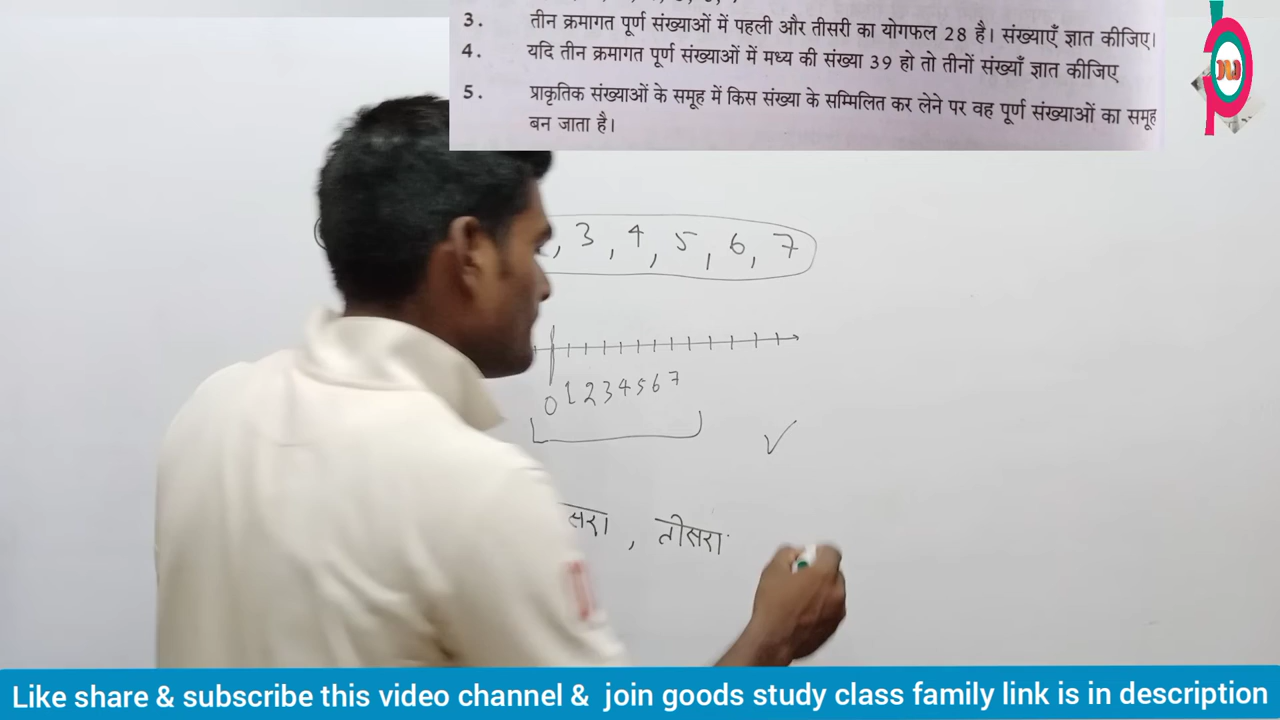 3. तीन क्रमागत पूर्ण संख्याओं में पहली और तीसरी का योगफल 28 है। संख्याएँ ज्ञात कीजिए।
4. यदि तीन क्रमागत पूर्ण संख्याओं में मध्य की संख्या 39 हो तो तीनों संख्याँ ज्ञात कीजिए
5. प्राकृतिक संख्याओं के समूह में किस संख्या के सम्मिलित कर लेने पर वह पूर्ण संख्याओं का समूह
बन जाता है।
, 3 , 4 , 5 , 6 , 7
0 1 2 3 4 5 6 7
सरा , तीसरा
Like share & subscribe this video channel & join goods study class family link is in description